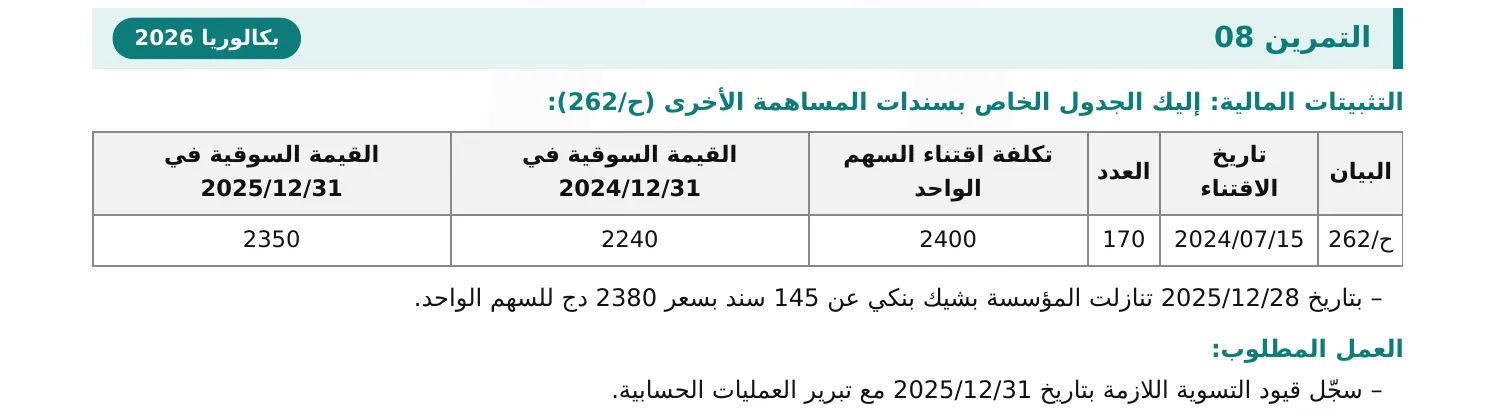 التمرين 08
بكالوريا 2026
التثبيتات المالية: إليك الجدول الخاص بسندات المساهمة الأخرى (ح/262):
البيان | تاريخ الاقتناء | العدد | تكلفة اقتناء السهم الواحد | القيمة السوقية في 2024/12/31 | القيمة السوقية في 2025/12/31
ح/262 | 2024/07/15 | 170 | 2400 | 2240 | 2350
– بتاريخ 2025/12/28 تنازلت المؤسسة بشيك بنكي عن 145 سند بسعر 2380 دج للسهم الواحد.
العمل المطلوب:
– سجّل قيود التسوية اللازمة بتاريخ 2025/12/31 مع تبرير العمليات الحسابية.